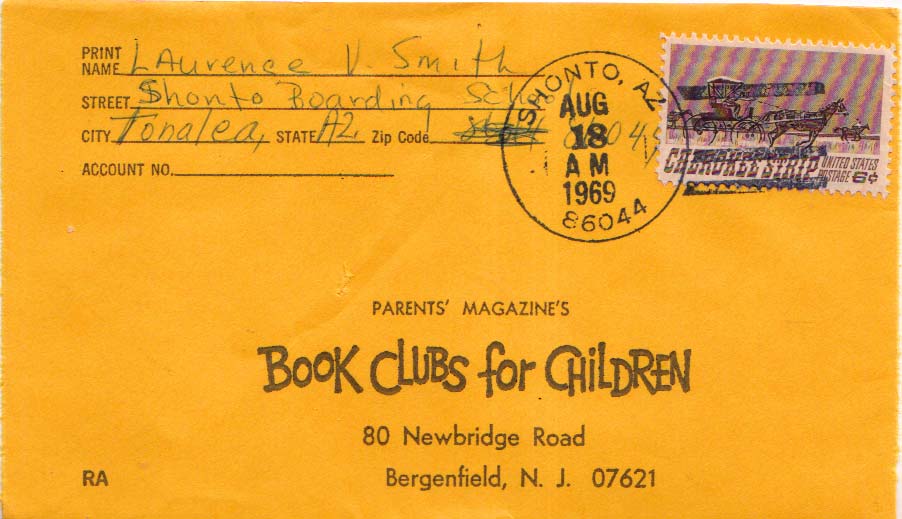 PRINT NAME LAurence V. Smith
STREET Shonto Boarding School
CITY Tonalea, STATE AZ. Zip Code 86044
ACCOUNT NO.
SHONTO, AZ
AUG
18
AM
1969
86044
CHEROKEE STRIP
UNITED STATES
POSTAGE 6¢
PARENTS' MAGAZINE'S
BOOK CLUBS for CHILDREN
80 Newbridge Road
Bergenfield, N. J. 07621
RA